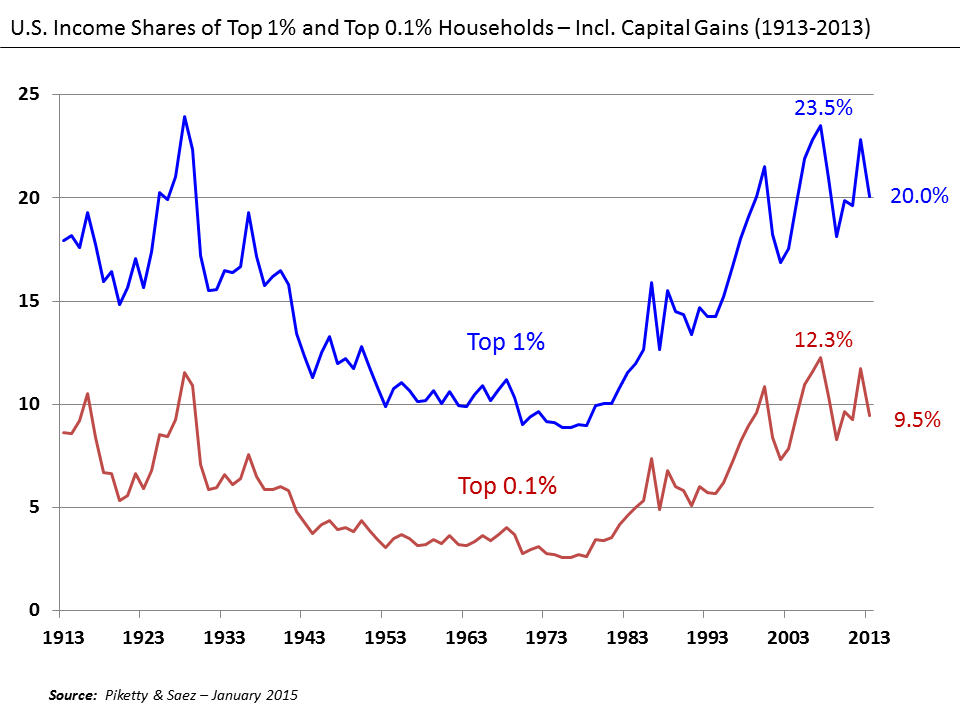 U.S. Income Shares of Top 1% and Top 0.1% Households – Incl. Capital Gains (1913-2013)
25
23.5%
20
20.0%
15
Top 1%
12.3%
10
9.5%
Top 0.1%
5
0
1913 1923 1933 1943 1953 1963 1973 1983 1993 2003 2013
Source: Piketty & Saez – January 2015